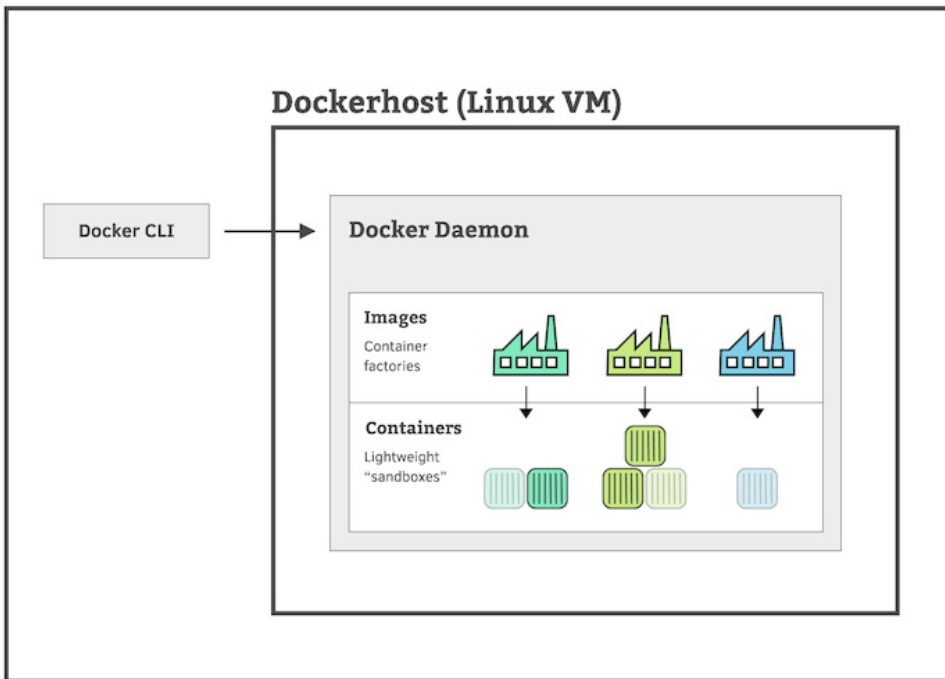 Dockerhost (Linux VM)
Docker CLI
Docker Daemon
Images
Container
factories
Containers
Lightweight
“sandboxes”